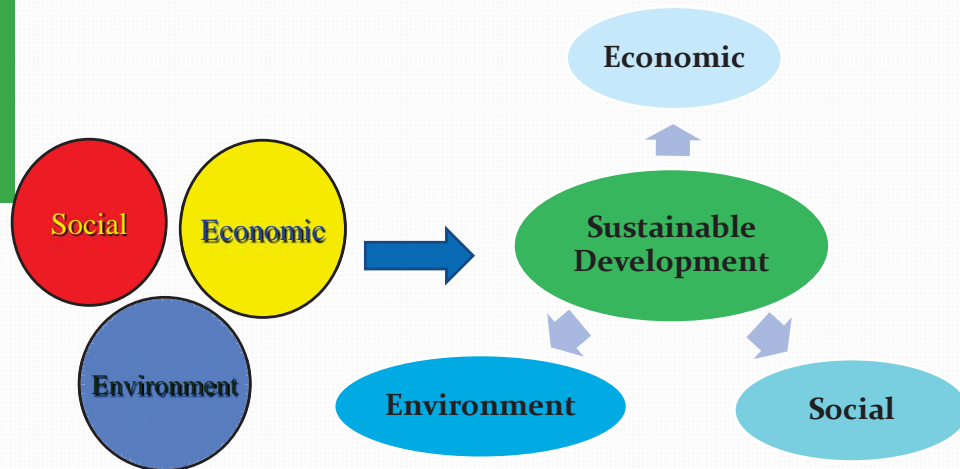 Economic
Social
Economic
Sustainable
Development
Environment
Environment
Social